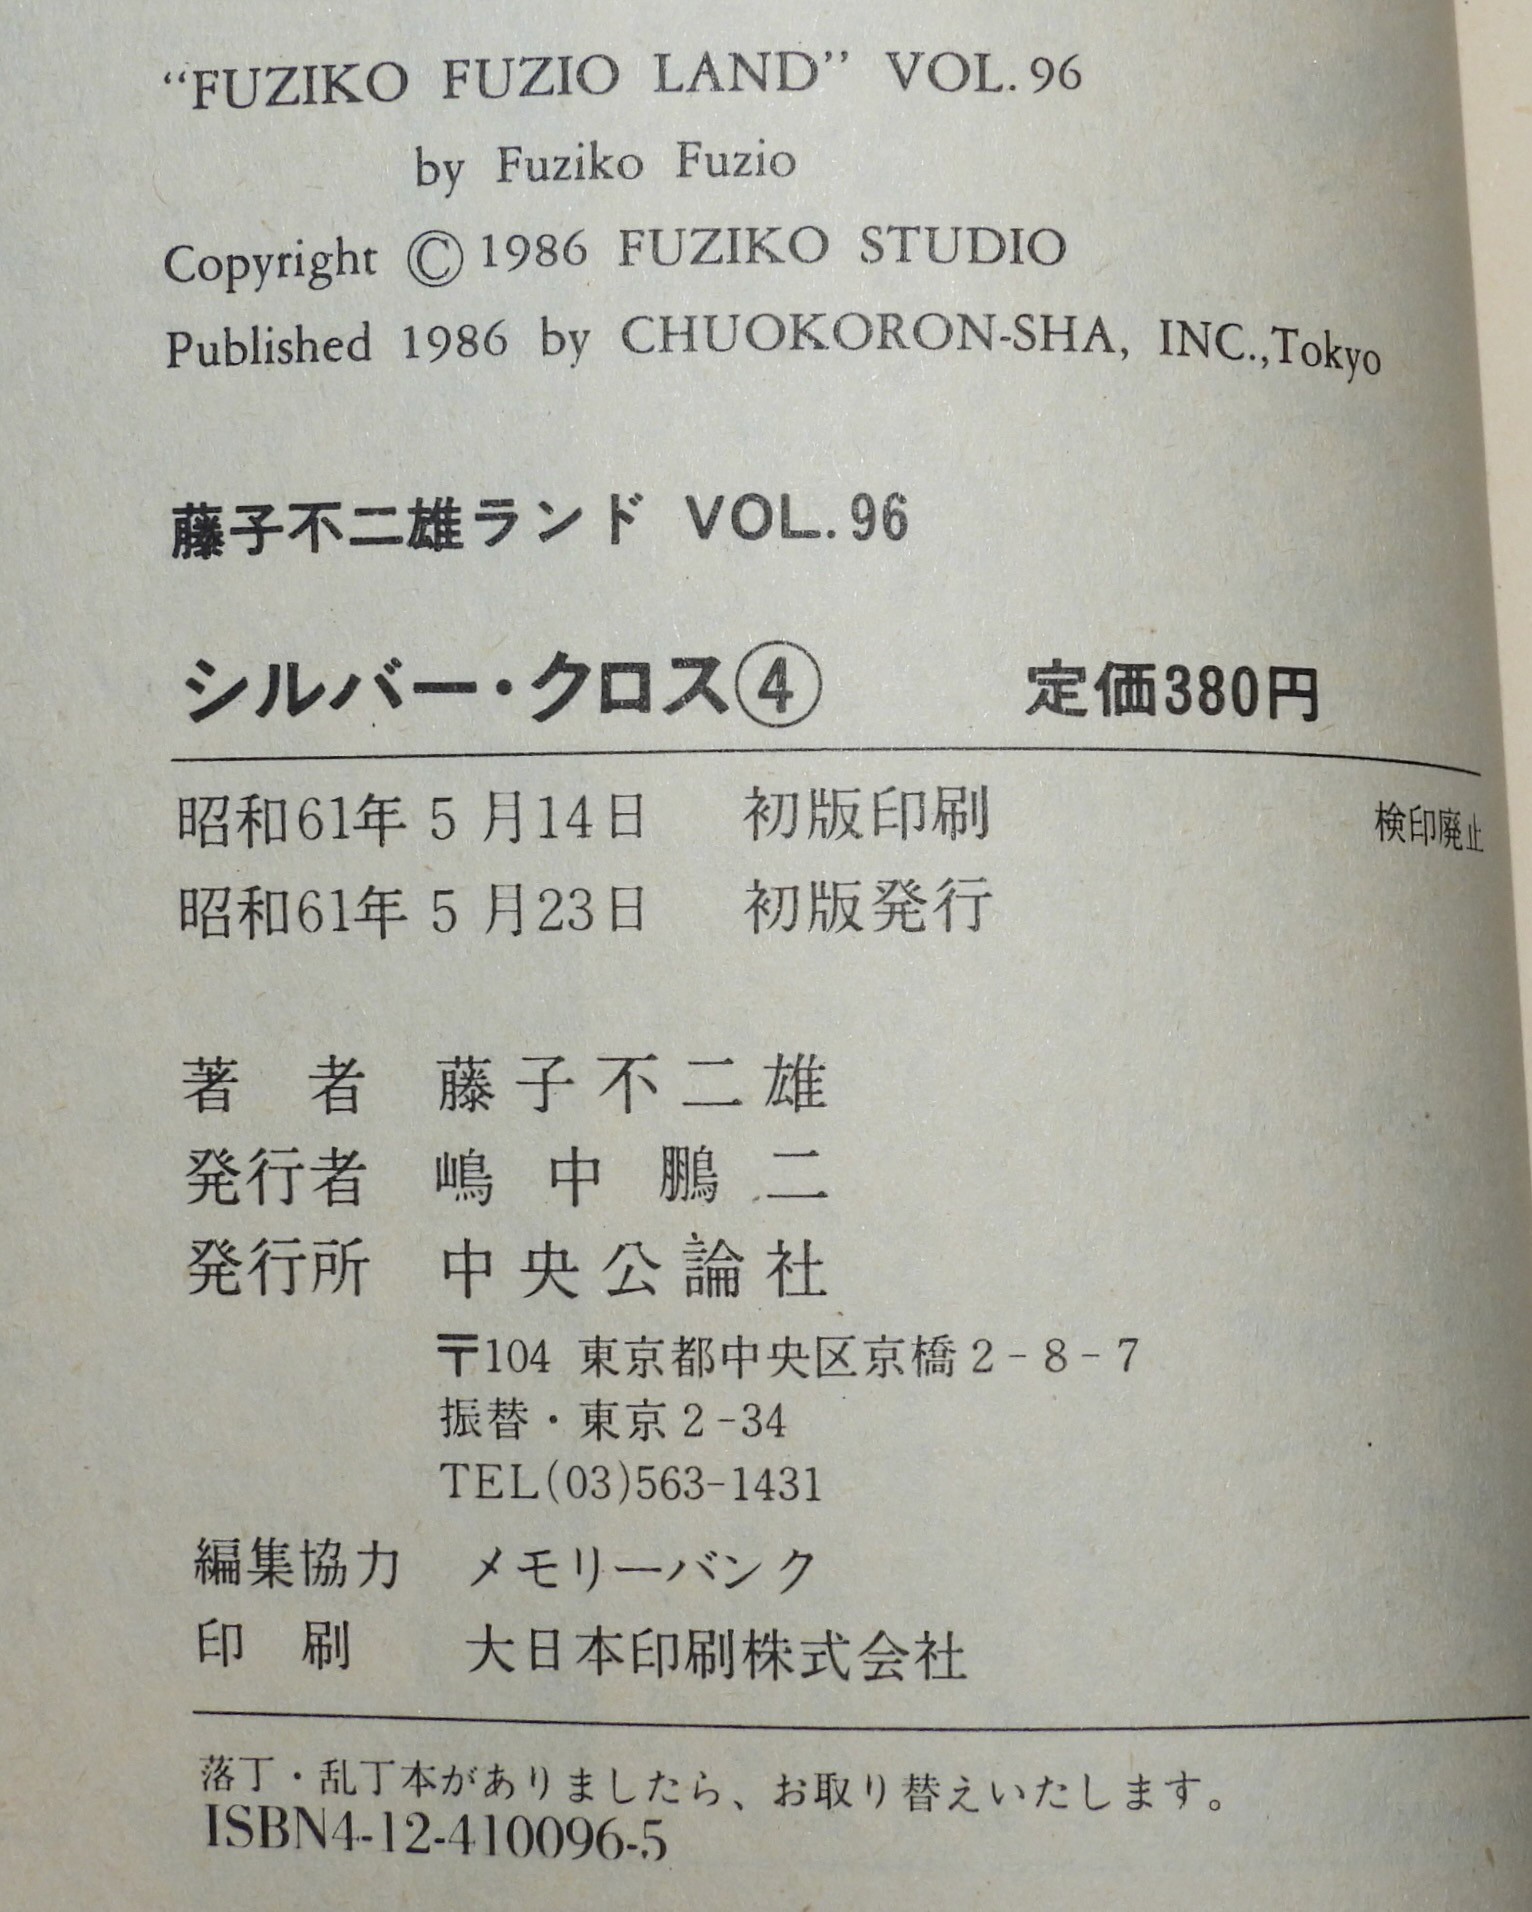 “FUZIKO FUZIO LAND” VOL. 96
by Fuziko Fuzio
Copyright © 1986 FUZIKO STUDIO
Published 1986 by CHUOKORON-SHA, INC., Tokyo
藤子不二雄ランド VOL. 96
シルバー・クロス④ 定価380円
昭和61年5月14日 初版印刷 検印廃止
昭和61年5月23日 初版発行
著 者 藤子不二雄
発行者 嶋中鵬二
発行所 中央公論社
〒104 東京都中央区京橋2-8-7
振替・東京2-34
TEL(03)563-1431
編集協力 メモリーバンク
印 刷 大日本印刷株式会社
落丁・乱丁本がありましたら、お取り替えいたします。
ISBN4-12-410096-5